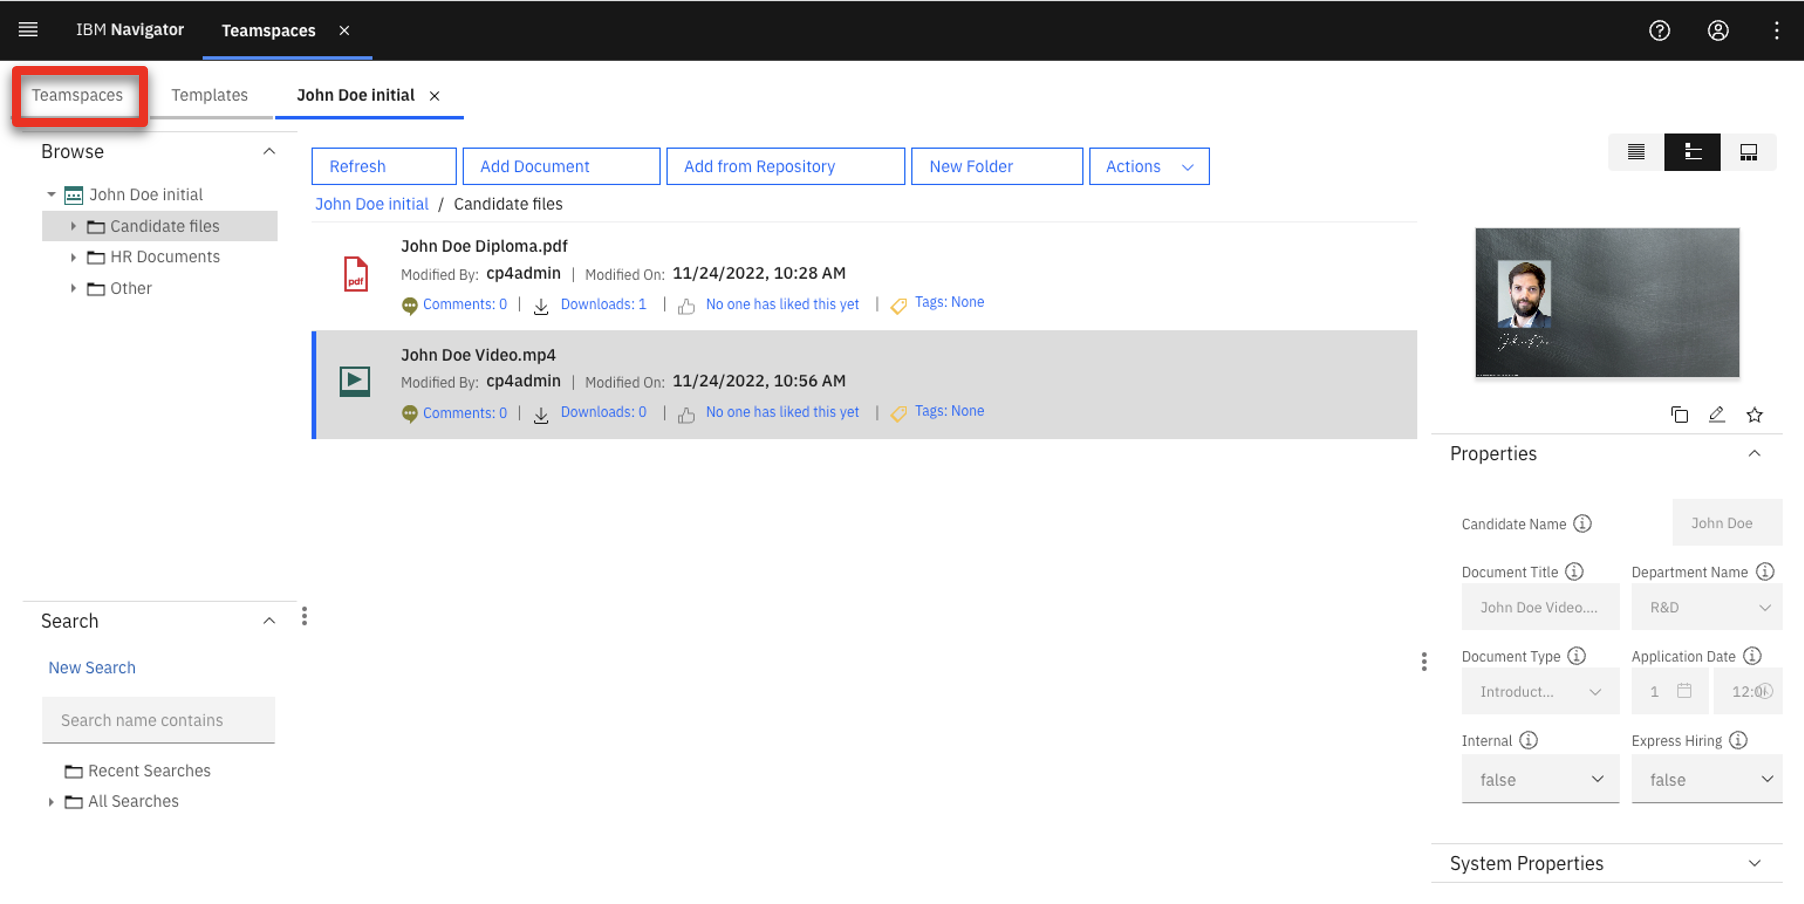 IBM Navigator Teamspaces
Teamspaces Templates John Doe initial
Browse
John Doe initial
Candidate files
HR Documents
Other
Search
New Search
Search name contains
Recent Searches
All Searches
Refresh Add Document Add from Repository New Folder Actions
John Doe initial / Candidate files
pdf
John Doe Diploma.pdf
Modified By: cp4admin | Modified On: 11/24/2022, 10:28 AM
Comments: 0 | Downloads: 1 | No one has liked this yet | Tags: None
John Doe Video.mp4
Modified By: cp4admin | Modified On: 11/24/2022, 10:56 AM
Comments: 0 | Downloads: 0 | No one has liked this yet | Tags: None
Properties
Candidate Name John Doe
Document Title Department Name
John Doe Video.... R&D
Document Type Application Date
Introduct... 1 12:0
Internal Express Hiring
false false
System Properties